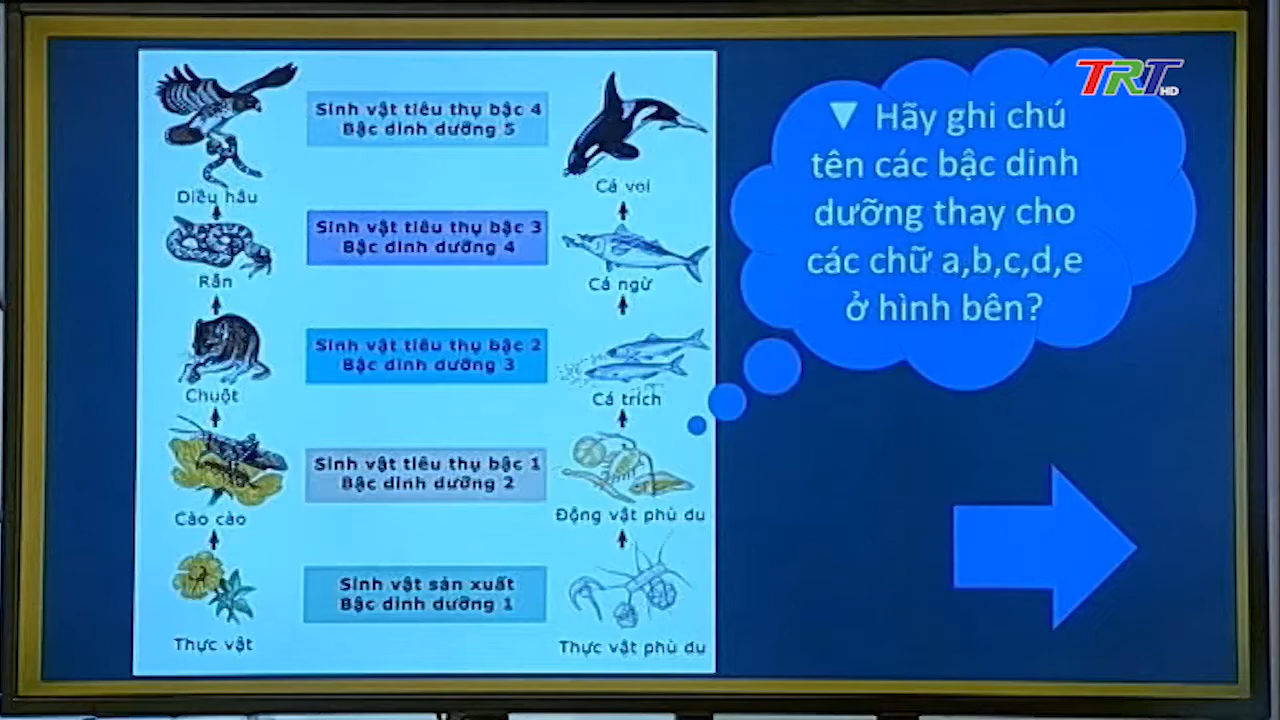 TRT HD
▼ Hãy ghi chú
tên các bậc dinh
dưỡng thay cho
các chữ a,b,c,d,e
ở hình bên?
Sinh vật tiêu thụ bậc 4
Bậc dinh dưỡng 5
Diều hâu
Cá voi
Sinh vật tiêu thụ bậc 3
Bậc dinh dưỡng 4
Rắn
Cá ngừ
Sinh vật tiêu thụ bậc 2
Bậc dinh dưỡng 3
Chuột
Cá trích
Sinh vật tiêu thụ bậc 1
Bậc dinh dưỡng 2
Cào cào
Động vật phù du
Sinh vật sản xuất
Bậc dinh dưỡng 1
Thực vật
Thực vật phù du